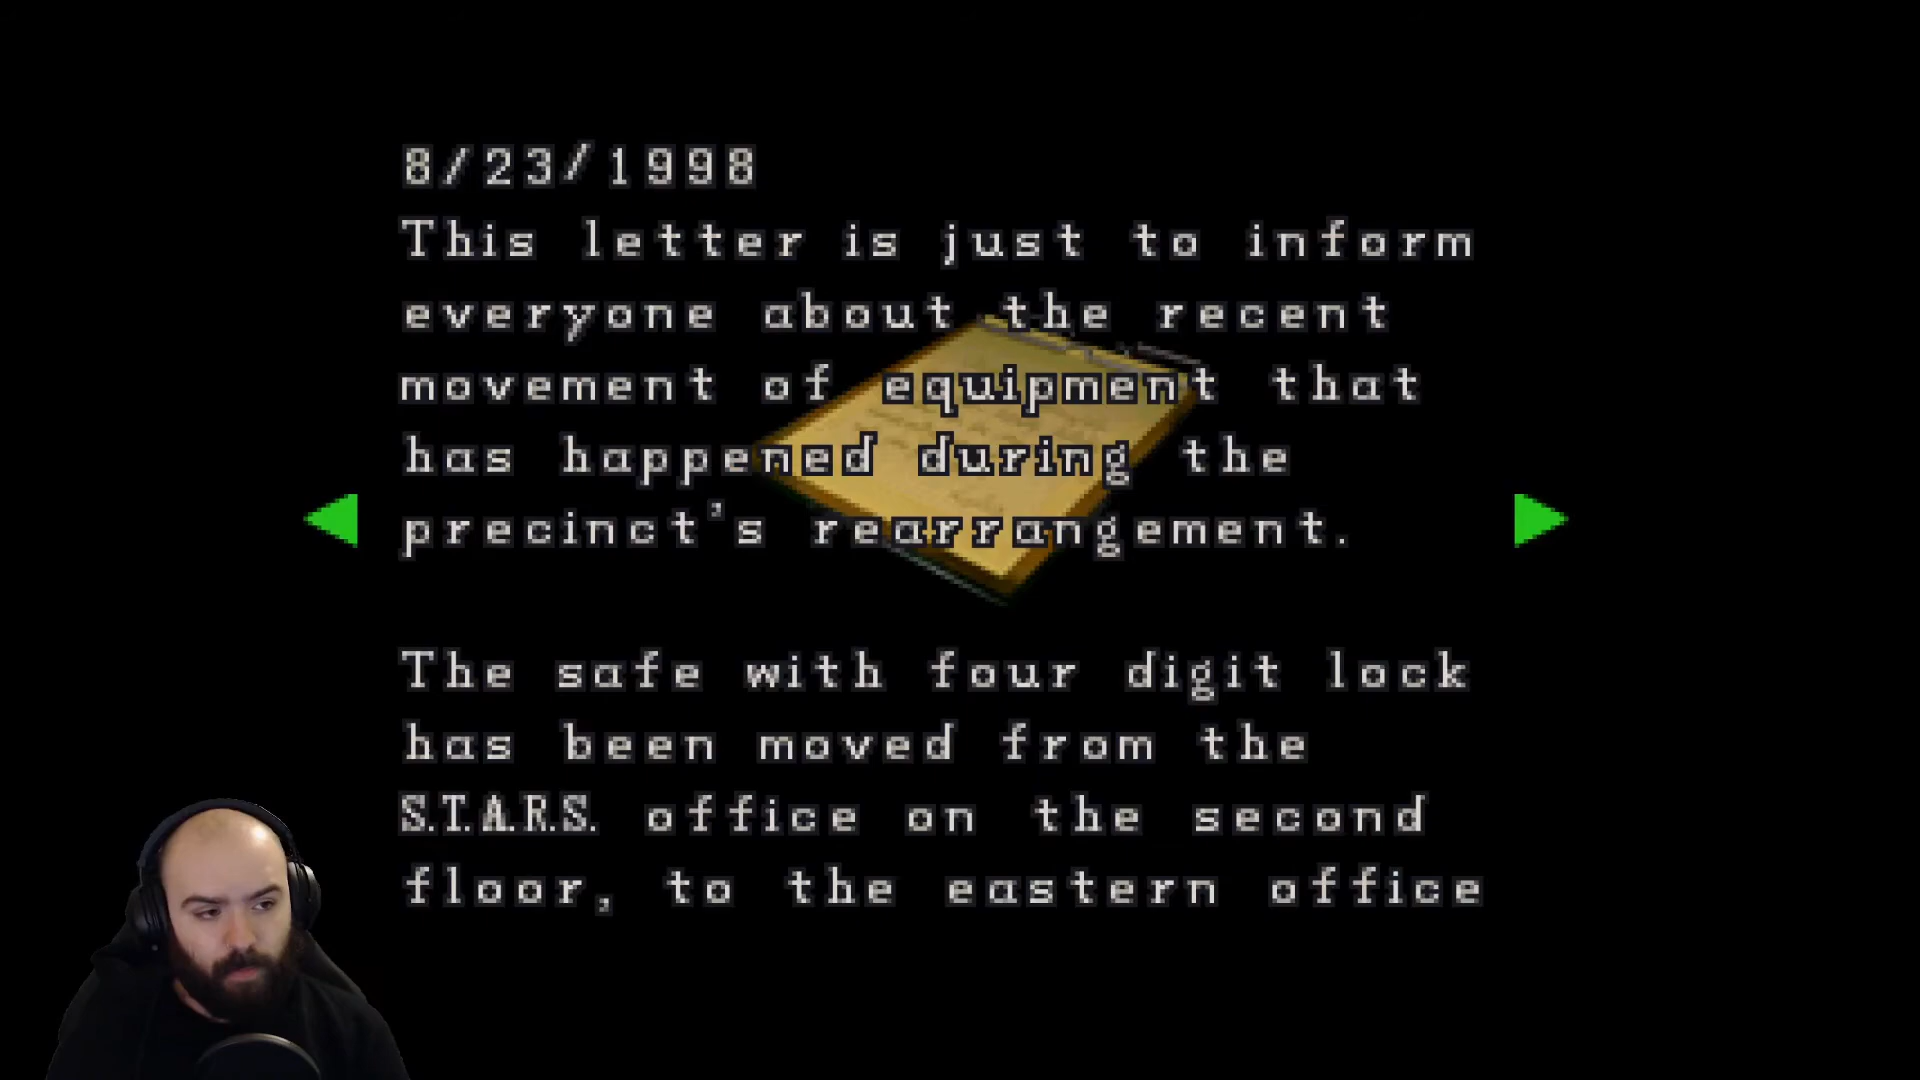 8/23/1998
This letter is just to inform
everyone about the recent
movement of equipment that
has happened during the
precinct's rearrangement.
The safe with four digit lock
has been moved from the
S.T.A.R.S. office on the second
floor, to the eastern office